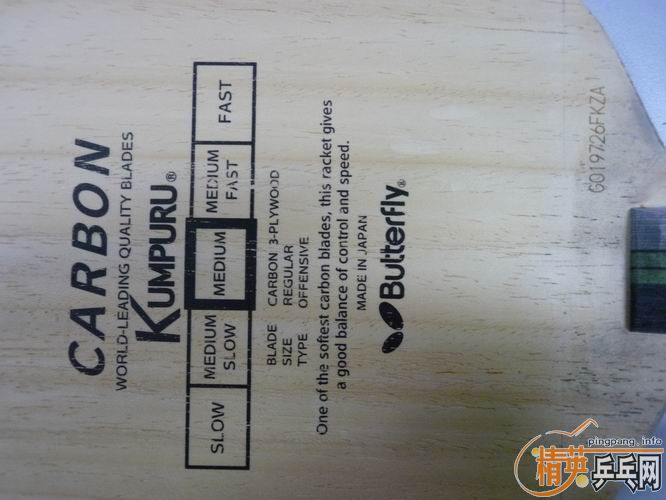 CARBON
WORLD-LEADING QUALITY BLADES
KUMPURU®
SLOW
MEDIUM SLOW
MEDIUM
MEDIUM FAST
FAST
BLADE CARBON 3-PLYWOOD
SIZE REGULAR
TYPE OFFENSIVE
One of the softest carbon blades, this racket gives
a good balance of control and speed.
MADE IN JAPAN
Butterfly®
G019726FKZA
pingpang.info
精英乒乓网